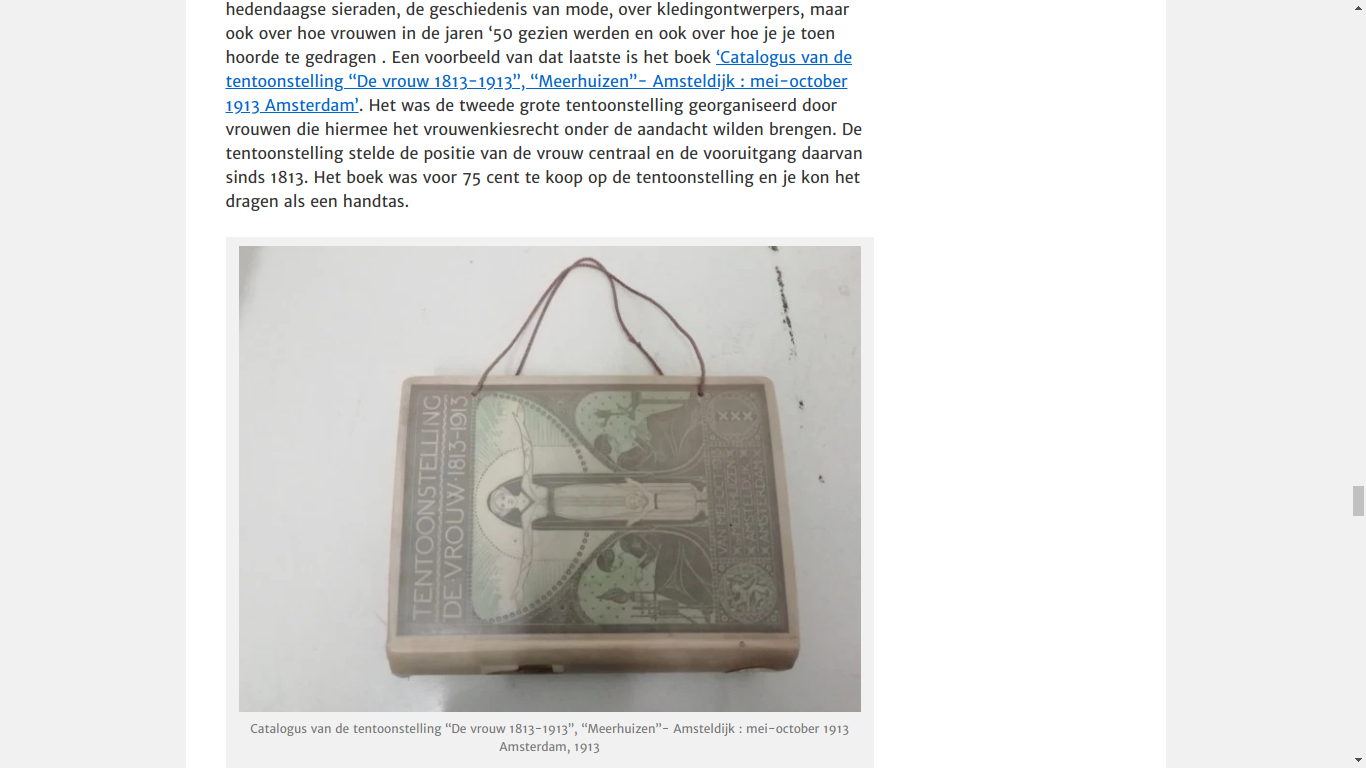 hedendaagse sieraden, de geschiedenis van mode, over kledingontwerpers, maar
ook over hoe vrouwen in de jaren ‘50 gezien werden en ook over hoe je je toen
hoorde te gedragen . Een voorbeeld van dat laatste is het boek ‘Catalogus van de
tentoonstelling “De vrouw 1813-1913”, “Meerhuizen”- Amsteldijk : mei-october
1913 Amsterdam’. Het was de tweede grote tentoonstelling georganiseerd door
vrouwen die hiermee het vrouwenkiesrecht onder de aandacht wilden brengen. De
tentoonstelling stelde de positie van de vrouw centraal en de vooruitgang daarvan
sinds 1813. Het boek was voor 75 cent te koop op de tentoonstelling en je kon het
dragen als een handtas.
TENTOONSTELLING
DE·VROUW·1813-1913
XXX
VAN MEI-OCT:
MEERHUIZEN
AMSTELDIJK
AMSTERDAM
Catalogus van de tentoonstelling “De vrouw 1813-1913”, “Meerhuizen”- Amsteldijk : mei-october 1913
Amsterdam, 1913